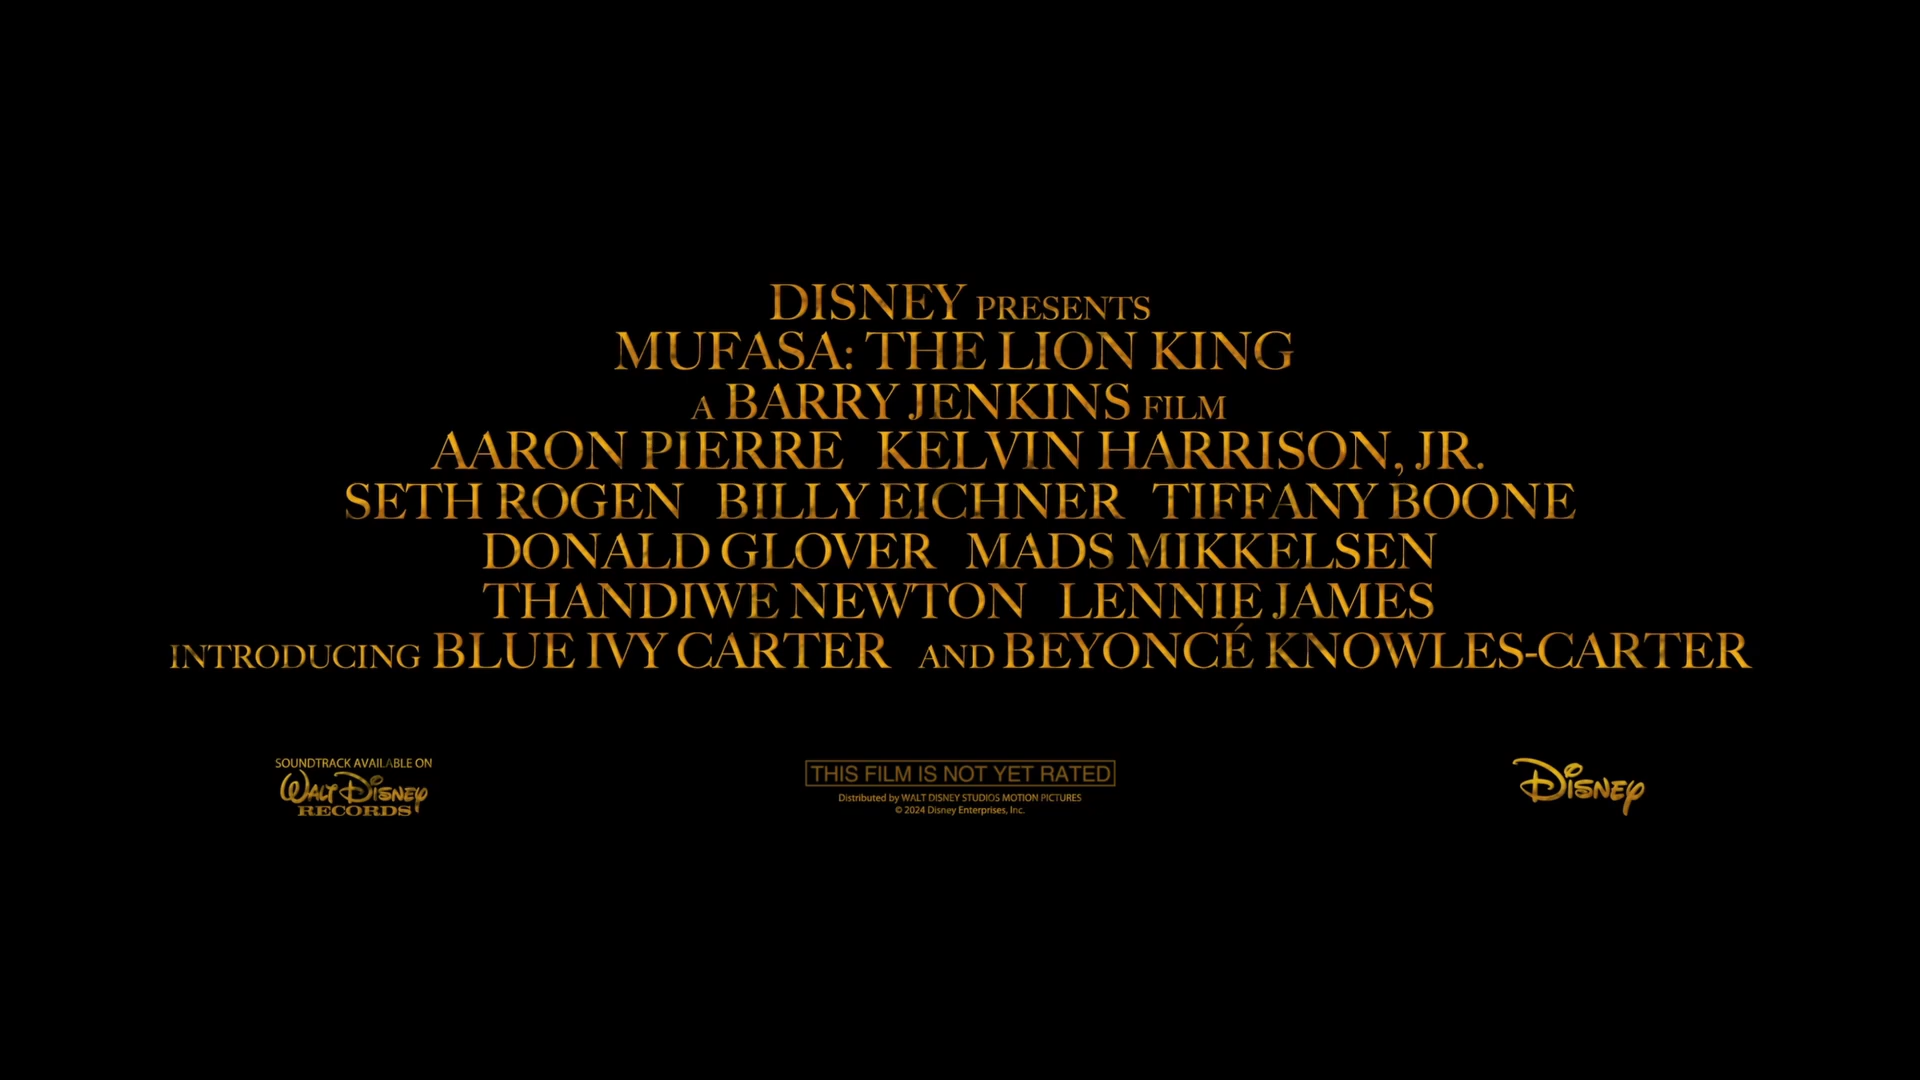 DISNEY PRESENTS
MUFASA: THE LION KING
A BARRY JENKINS FILM
AARON PIERRE KELVIN HARRISON, JR.
SETH ROGEN BILLY EICHNER TIFFANY BOONE
DONALD GLOVER MADS MIKKELSEN
THANDIWE NEWTON LENNIE JAMES
INTRODUCING BLUE IVY CARTER AND BEYONCÉ KNOWLES-CARTER
SOUNDTRACK AVAILABLE ON
WALT DISNEY
RECORDS
THIS FILM IS NOT YET RATED
Distributed by WALT DISNEY STUDIOS MOTION PICTURES
© 2024 Disney Enterprises, Inc.
DISNEY